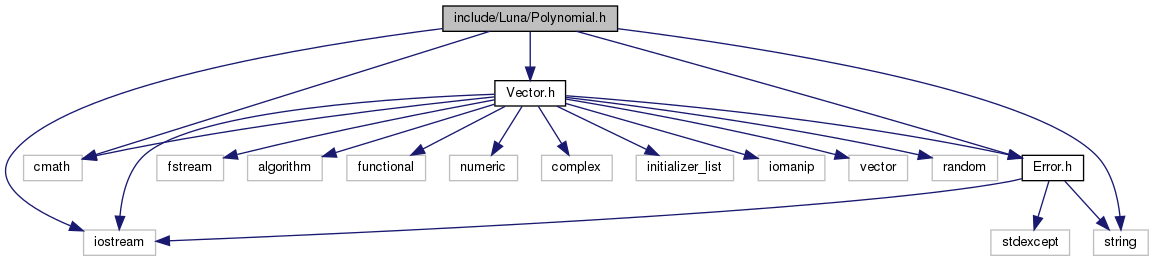 include/Luna/Polynomial.h
Vector.h
cmath
fstream
algorithm
functional
numeric
complex
initializer_list
iomanip
vector
random
Error.h
iostream
stdexcept
string